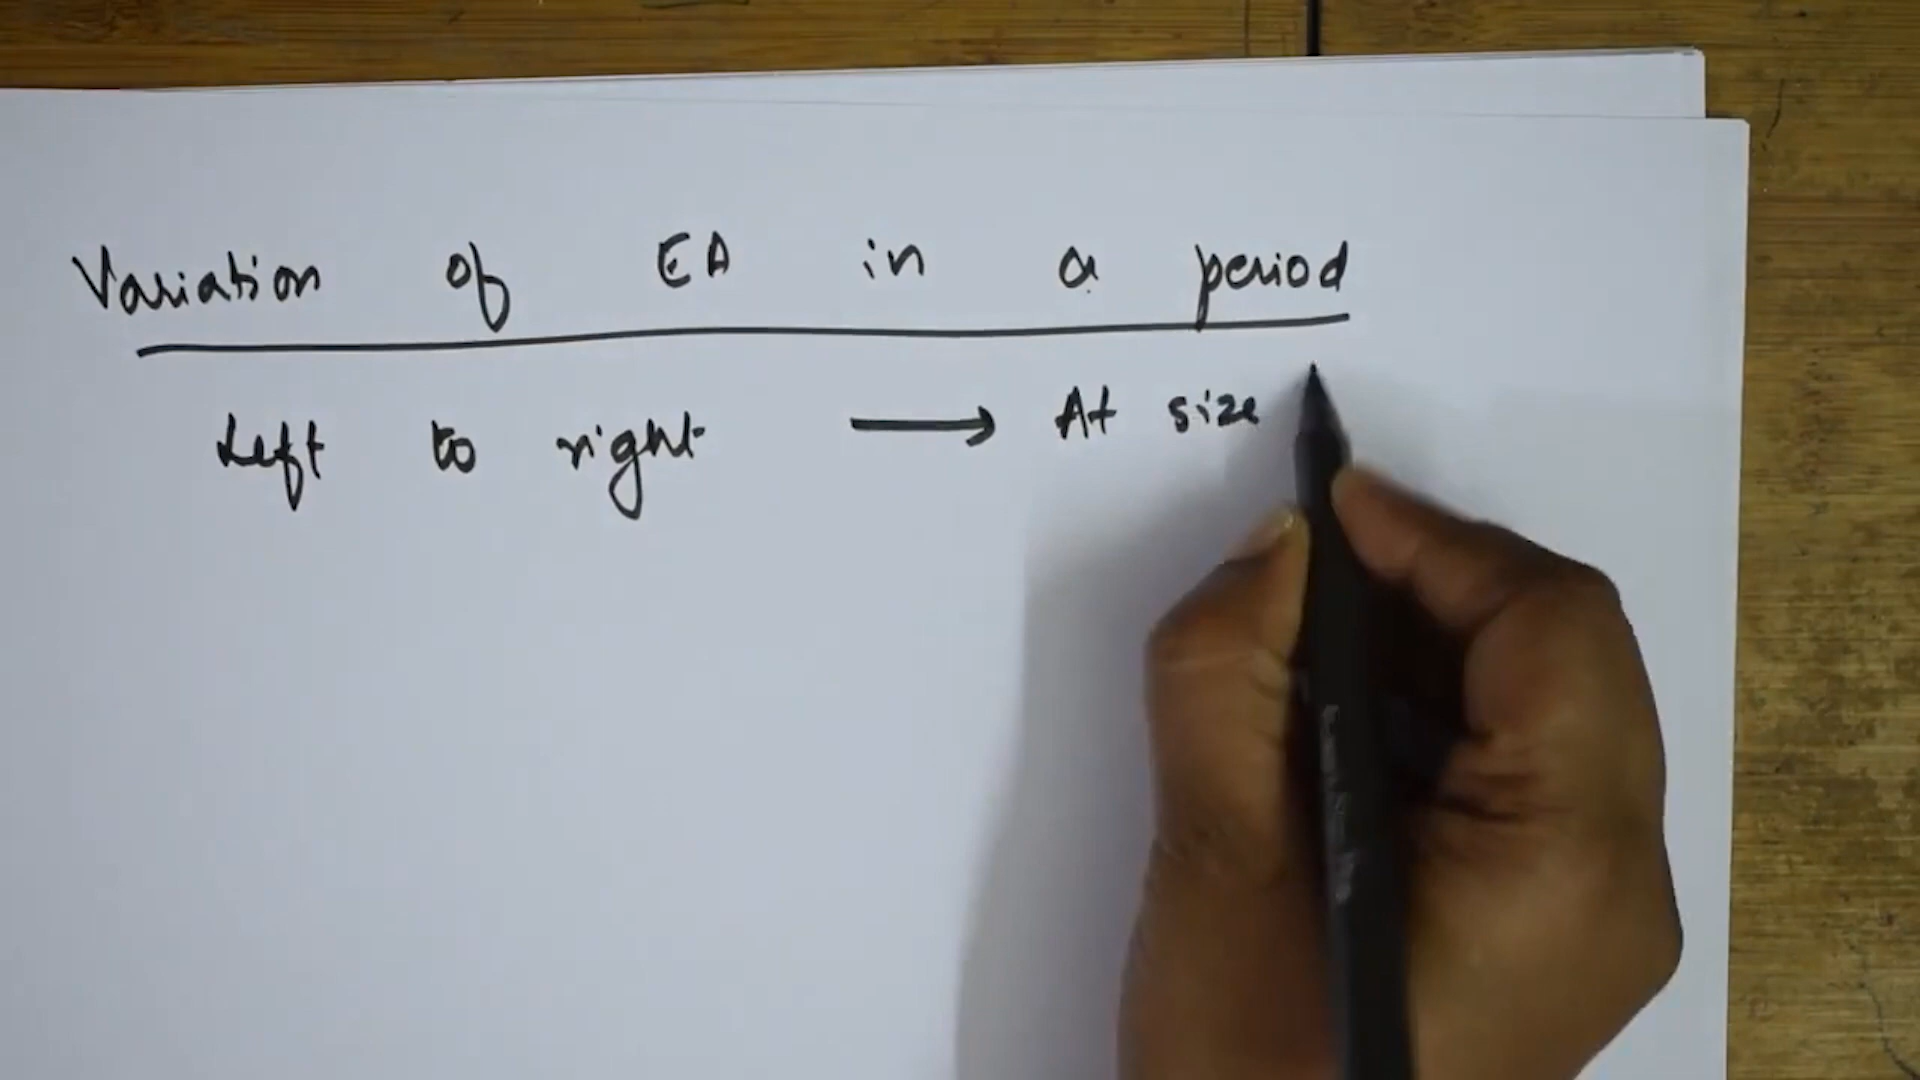 Variation of EA in a period
Left to right → At size